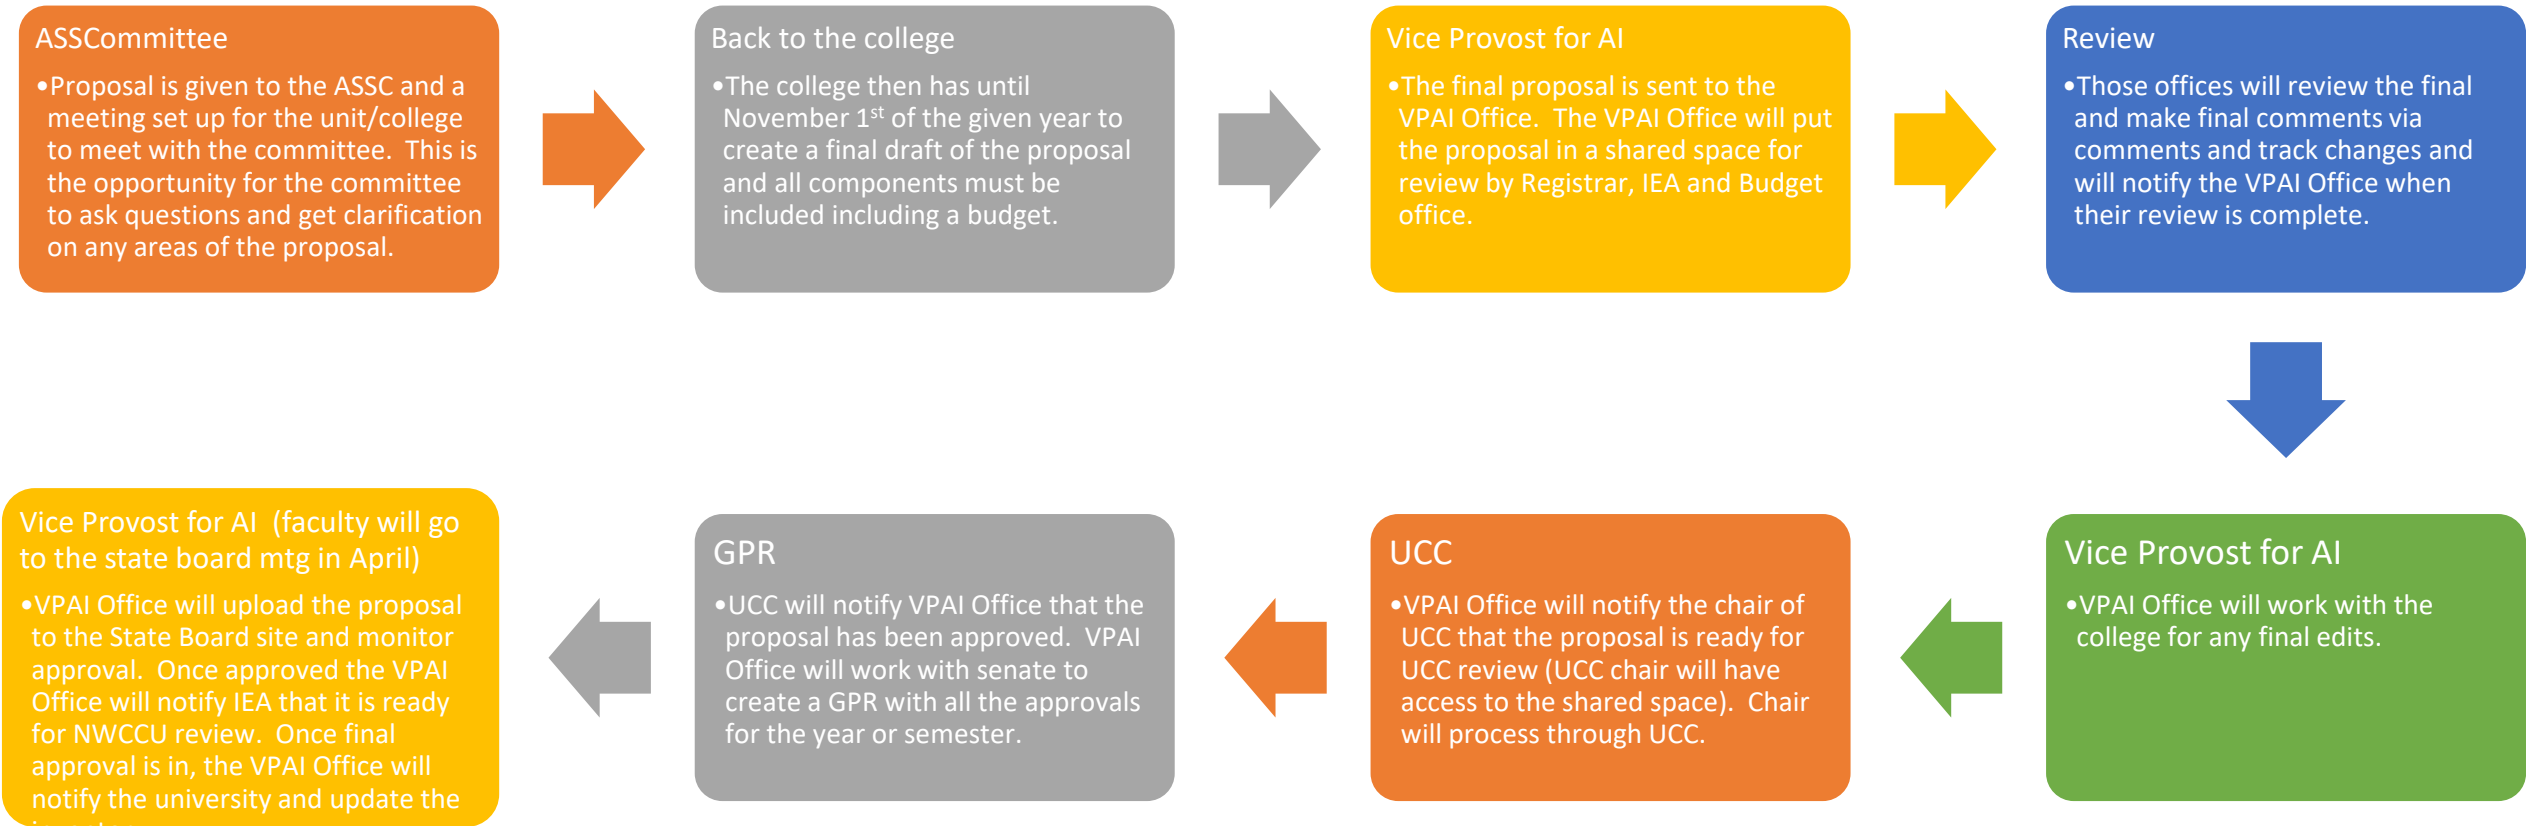 ASSCommittee
•Proposal is given to the ASSC and a
meeting set up for the unit/college
to meet with the committee.  This is
the opportunity for the committee
to ask questions and get clarification
on any areas of the proposal.
Back to the college
•The college then has until
November 1st of the given year to
create a final draft of the proposal
and all components must be
included including a budget.
Vice Provost for AI
•The final proposal is sent to the
VPAI Office.  The VPAI Office will put
the proposal in a shared space for
review by Registrar, IEA and Budget
office.
Review
•Those offices will review the final
and make final comments via
comments and track changes and
will notify the VPAI Office when
their review is complete.
Vice Provost for AI
•VPAI Office will work with the
college for any final edits.
UCC
•VPAI Office will notify the chair of
UCC that the proposal is ready for
UCC review (UCC chair will have
access to the shared space).  Chair
will process through UCC.
GPR
•UCC will notify VPAI Office that the
proposal has been approved.  VPAI
Office will work with senate to
create a GPR with all the approvals
for the year or semester.
Vice Provost for AI  (faculty will go
to the state board mtg in April)
•VPAI Office will upload the proposal
to the State Board site and monitor
approval.  Once approved the VPAI
Office will notify IEA that it is ready
for NWCCU review.  Once final
approval is in, the VPAI Office will
notify the university and update the